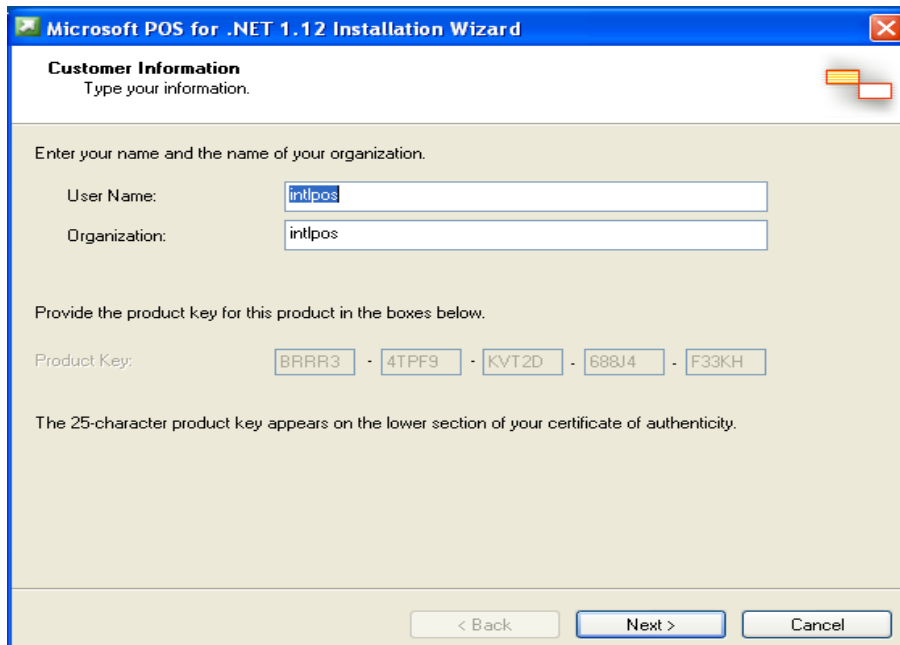 Microsoft POS for .NET 1.12 Installation Wizard
Customer Information
Type your information.
Enter your name and the name of your organization.
User Name: intlpos
Organization: intlpos
Provide the product key for this product in the boxes below.
Product Key: BRRR3 - 4TPF9 - KVT2D - 688J4 - F33KH
The 25-character product key appears on the lower section of your certificate of authenticity.
< Back Next > Cancel